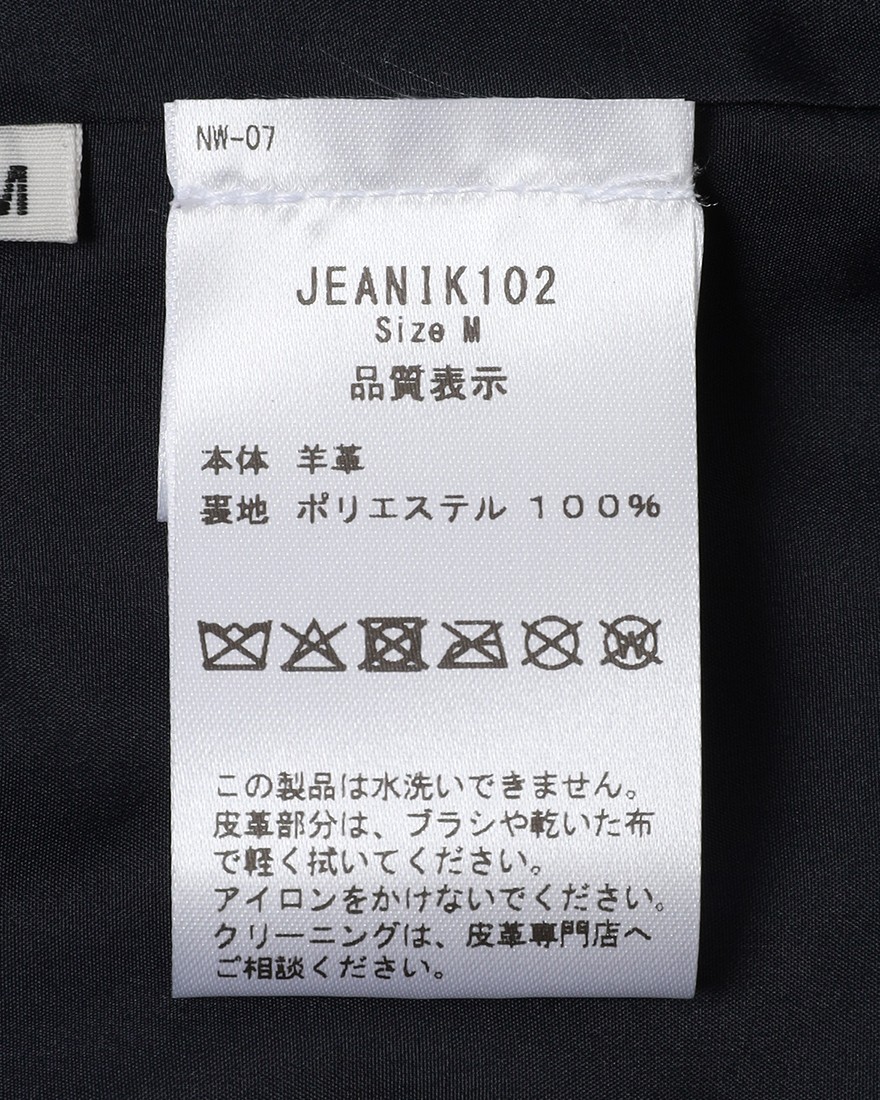 NW-07
M
JEANIK102
Size M
品質表示
本体 羊革
裏地 ポリエステル 100%
W
この製品は水洗いできません。
皮革部分は、ブラシや乾いた布
で軽く拭いてください。
アイロンをかけないでください。
クリーニングは、皮革専門店へ
ご相談ください。